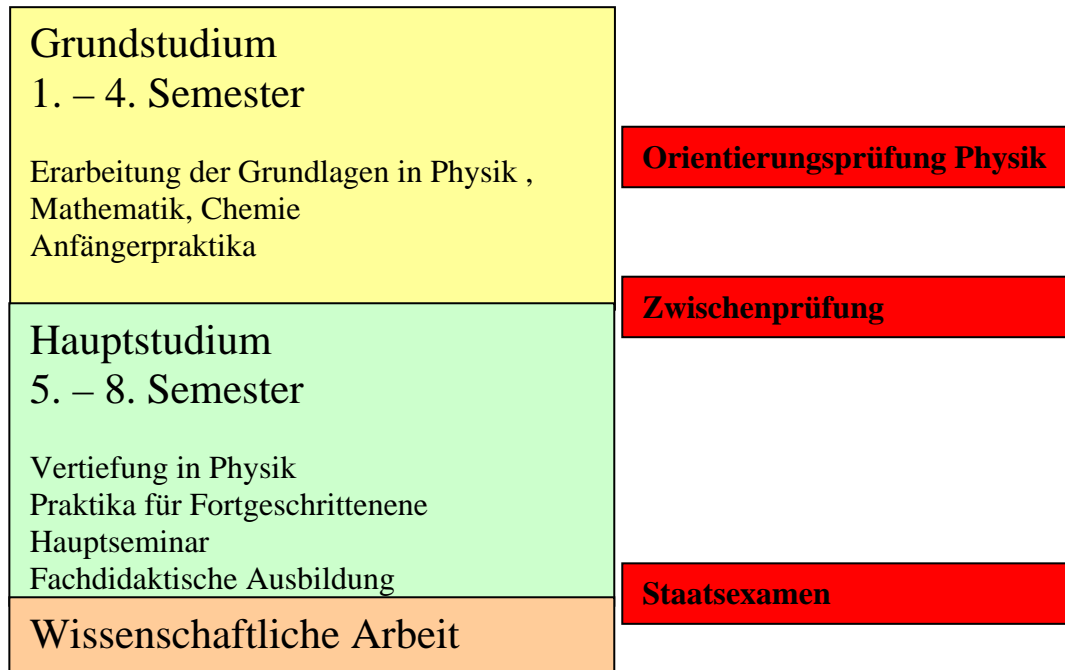 Grundstudium
1. – 4. Semester
Erarbeitung der Grundlagen in Physik ,
Mathematik, Chemie
Anfängerpraktika
Orientierungsprüfung Physik
Zwischenprüfung
Hauptstudium
5. – 8. Semester
Vertiefung in Physik
Praktika für Fortgeschrittenene
Hauptseminar
Fachdidaktische Ausbildung
Staatsexamen
Wissenschaftliche Arbeit